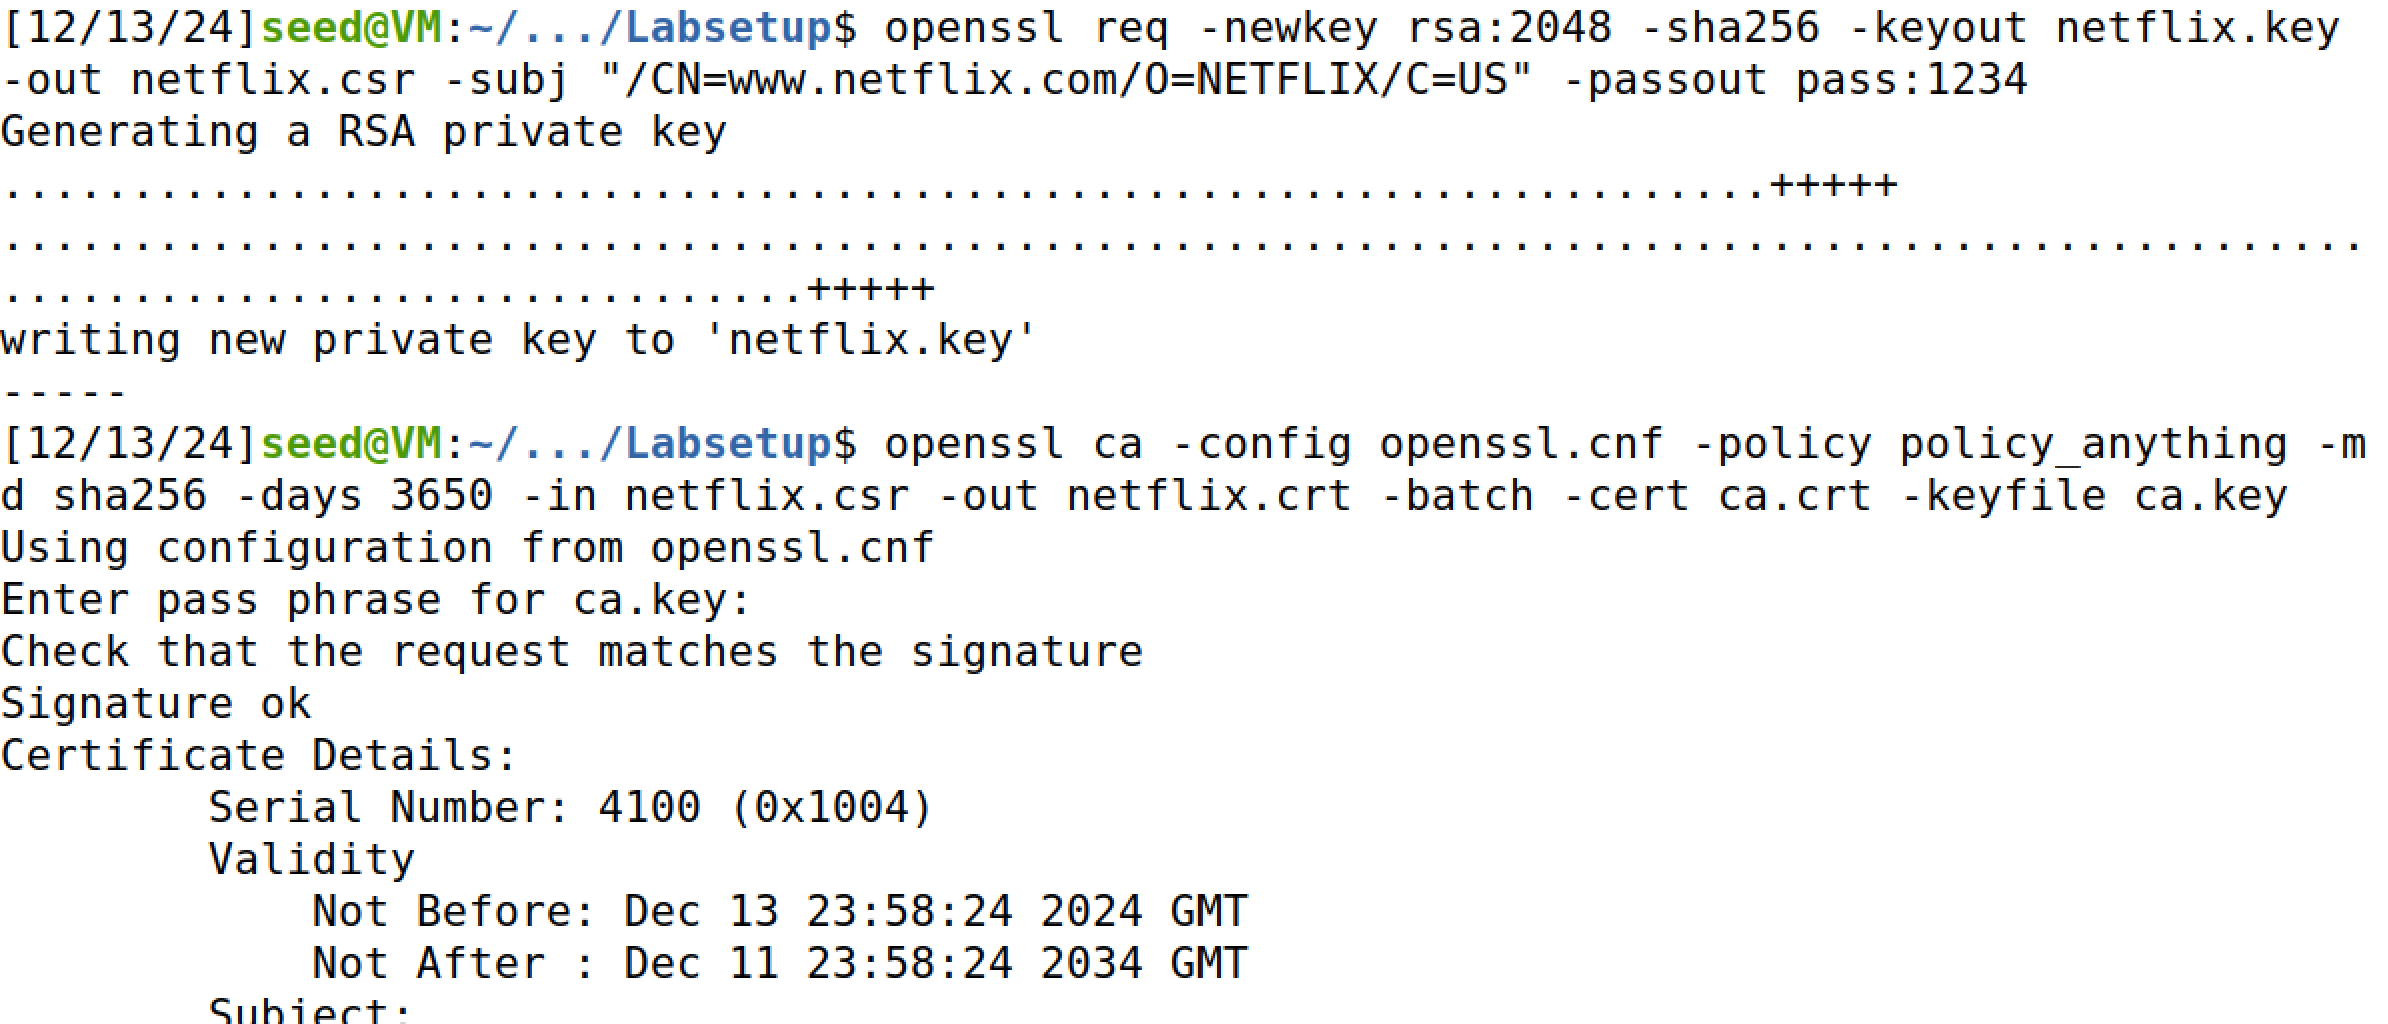 [12/13/24]seed@VM:~/.../Labsetup$ openssl req -newkey rsa:2048 -sha256 -keyout netflix.key
-out netflix.csr -subj "/CN=www.netflix.com/O=NETFLIX/C=US" -passout pass:1234
Generating a RSA private key
....................................................................+++++
...........................................................................................
...............................+++++
writing new private key to 'netflix.key'
-----
[12/13/24]seed@VM:~/.../Labsetup$ openssl ca -config openssl.cnf -policy policy_anything -m
d sha256 -days 3650 -in netflix.csr -out netflix.crt -batch -cert ca.crt -keyfile ca.key
Using configuration from openssl.cnf
Enter pass phrase for ca.key:
Check that the request matches the signature
Signature ok
Certificate Details:
        Serial Number: 4100 (0x1004)
        Validity
            Not Before: Dec 13 23:58:24 2024 GMT
            Not After : Dec 11 23:58:24 2034 GMT
        Subject: